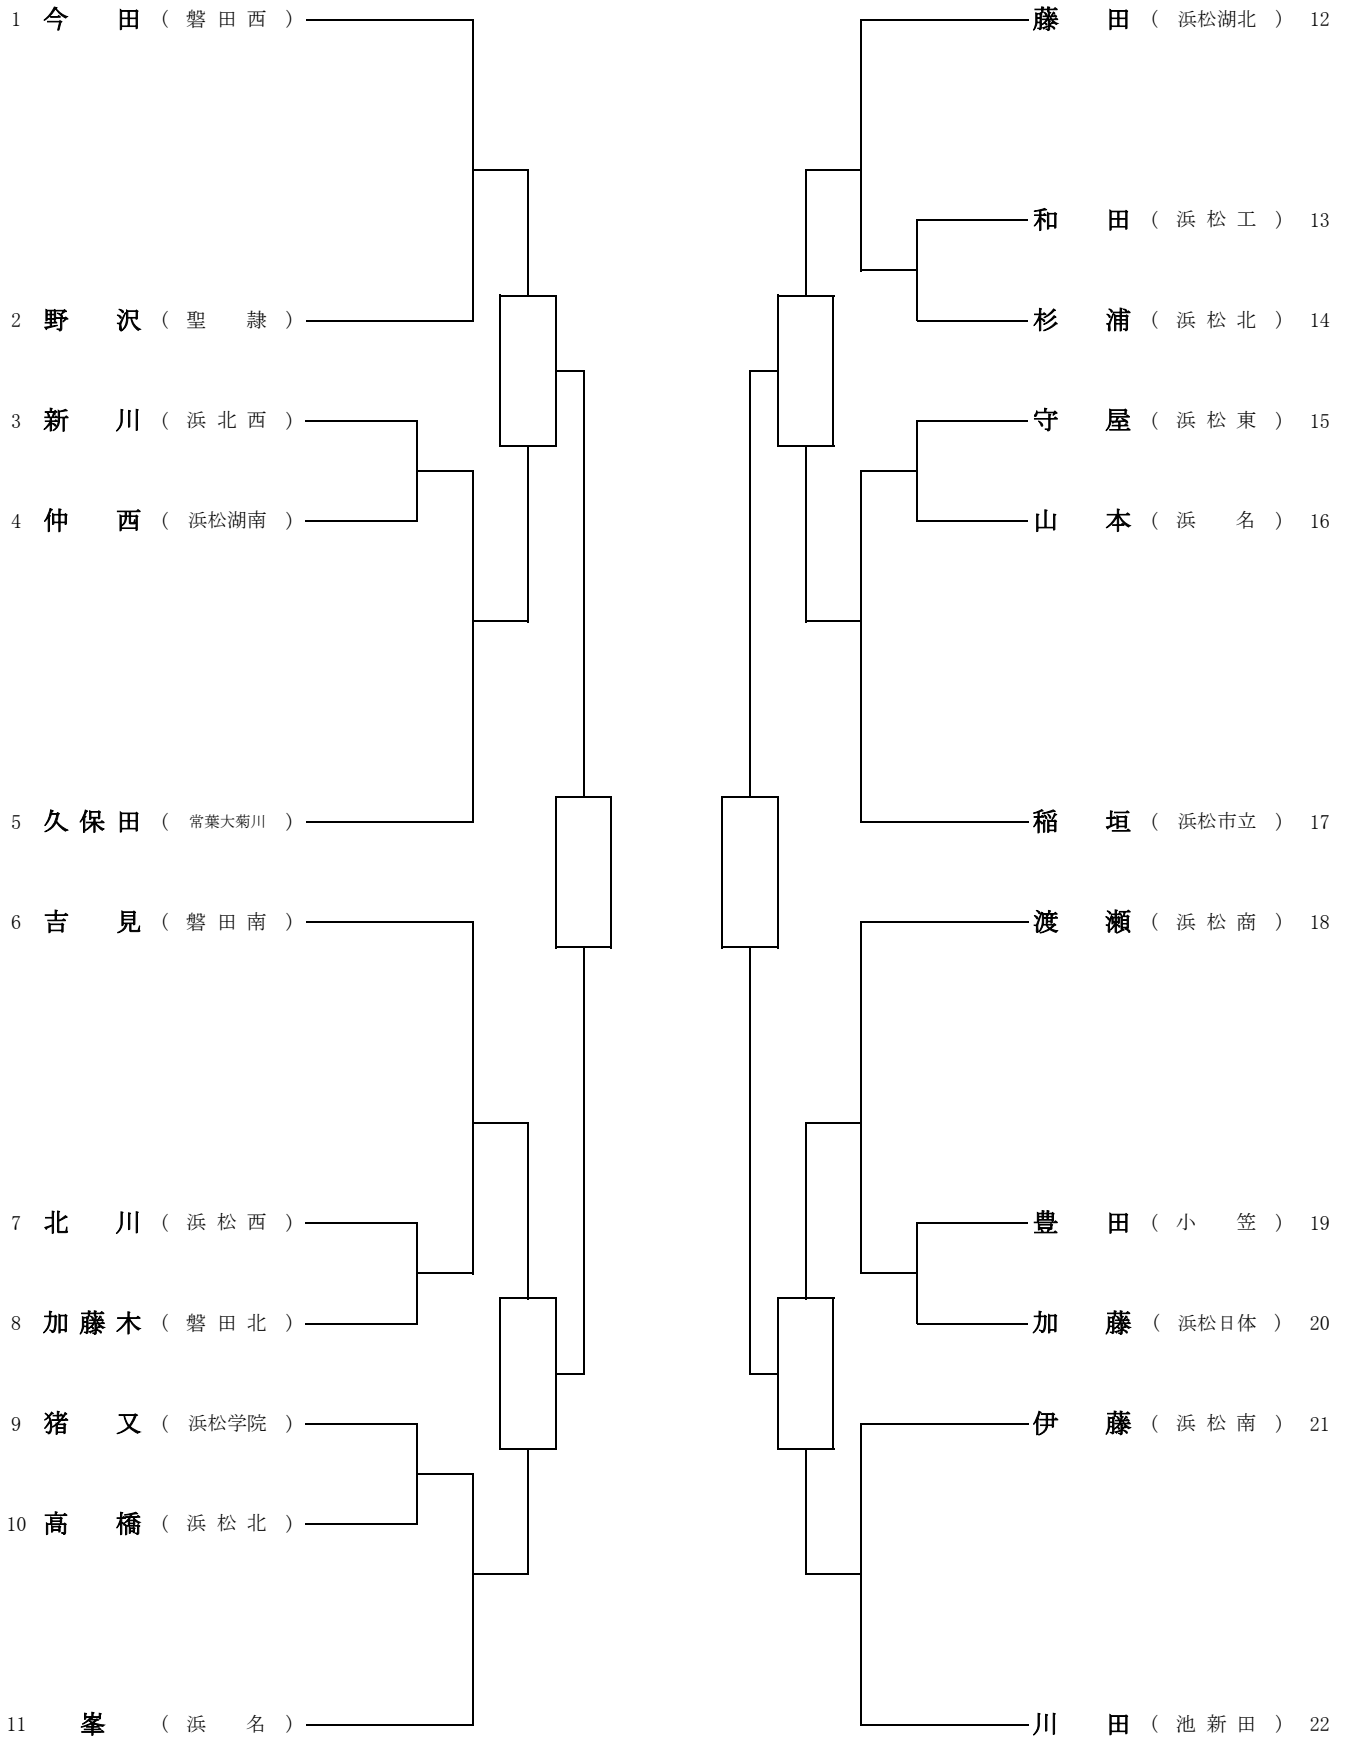 1 今田 （ 磐田西 ）
2 野沢 （ 聖隷 ）
3 新川 （ 浜北西 ）
4 仲西 （ 浜松湖南 ）
5 久保田 （ 常葉大菊川 ）
6 吉見 （ 磐田南 ）
7 北川 （ 浜松西 ）
8 加藤木 （ 磐田北 ）
9 猪又 （ 浜松学院 ）
10 高橋 （ 浜松北 ）
11 峯 （ 浜名 ）
藤田 （ 浜松湖北 ） 12
和田 （ 浜松工 ） 13
杉浦 （ 浜松北 ） 14
守屋 （ 浜松東 ） 15
山本 （ 浜名 ） 16
稲垣 （ 浜松市立 ） 17
渡瀬 （ 浜松商 ） 18
豊田 （ 小笠 ） 19
加藤 （ 浜松日体 ） 20
伊藤 （ 浜松南 ） 21
川田 （ 池新田 ） 22